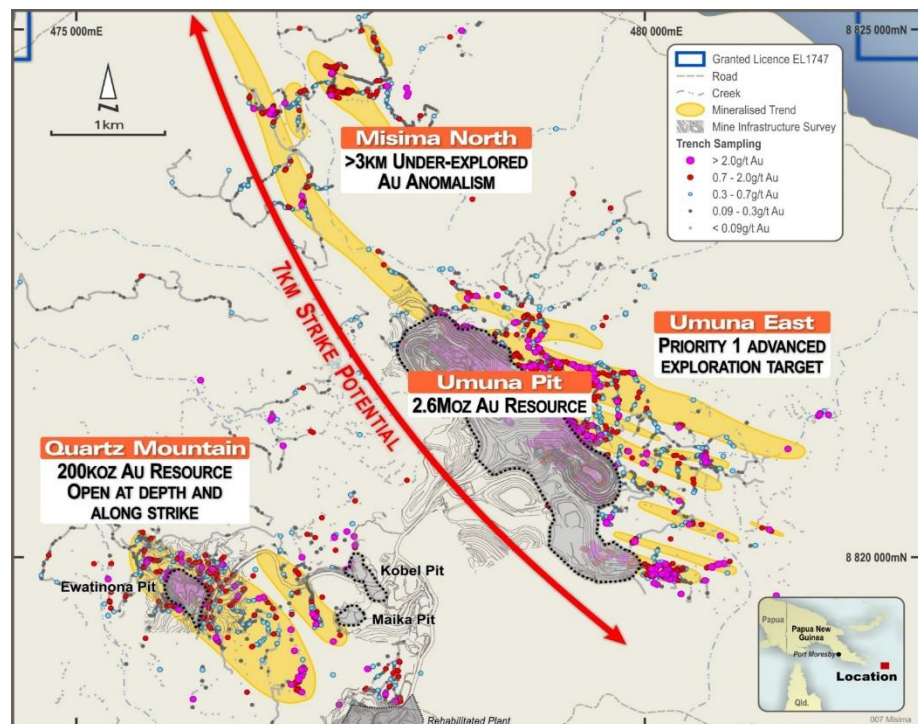 475 000mE
480 000mE
8 825 000mN
1km
Granted Licence EL1747
Road
Creek
Mineralised Trend
Mine Infrastructure Survey
Trench Sampling
> 2.0g/t Au
0.7 - 2.0g/t Au
0.3 - 0.7g/t Au
0.09 - 0.3g/t Au
< 0.09g/t Au
Misima North
>3km Under-explored
Au Anomalism
7km Strike Potential
Umuna East
Priority 1 advanced
exploration target
Umuna Pit
2.6Moz Au Resource
Quartz Mountain
200koz Au Resource
Open at depth and
along strike
8 820 000mN
Ewatinona Pit
Kobel Pit
Maika Pit
Rehabilitated Plant
Papua
Papua New
Guinea
Port Moresby
Location
Qld.
007 Misima